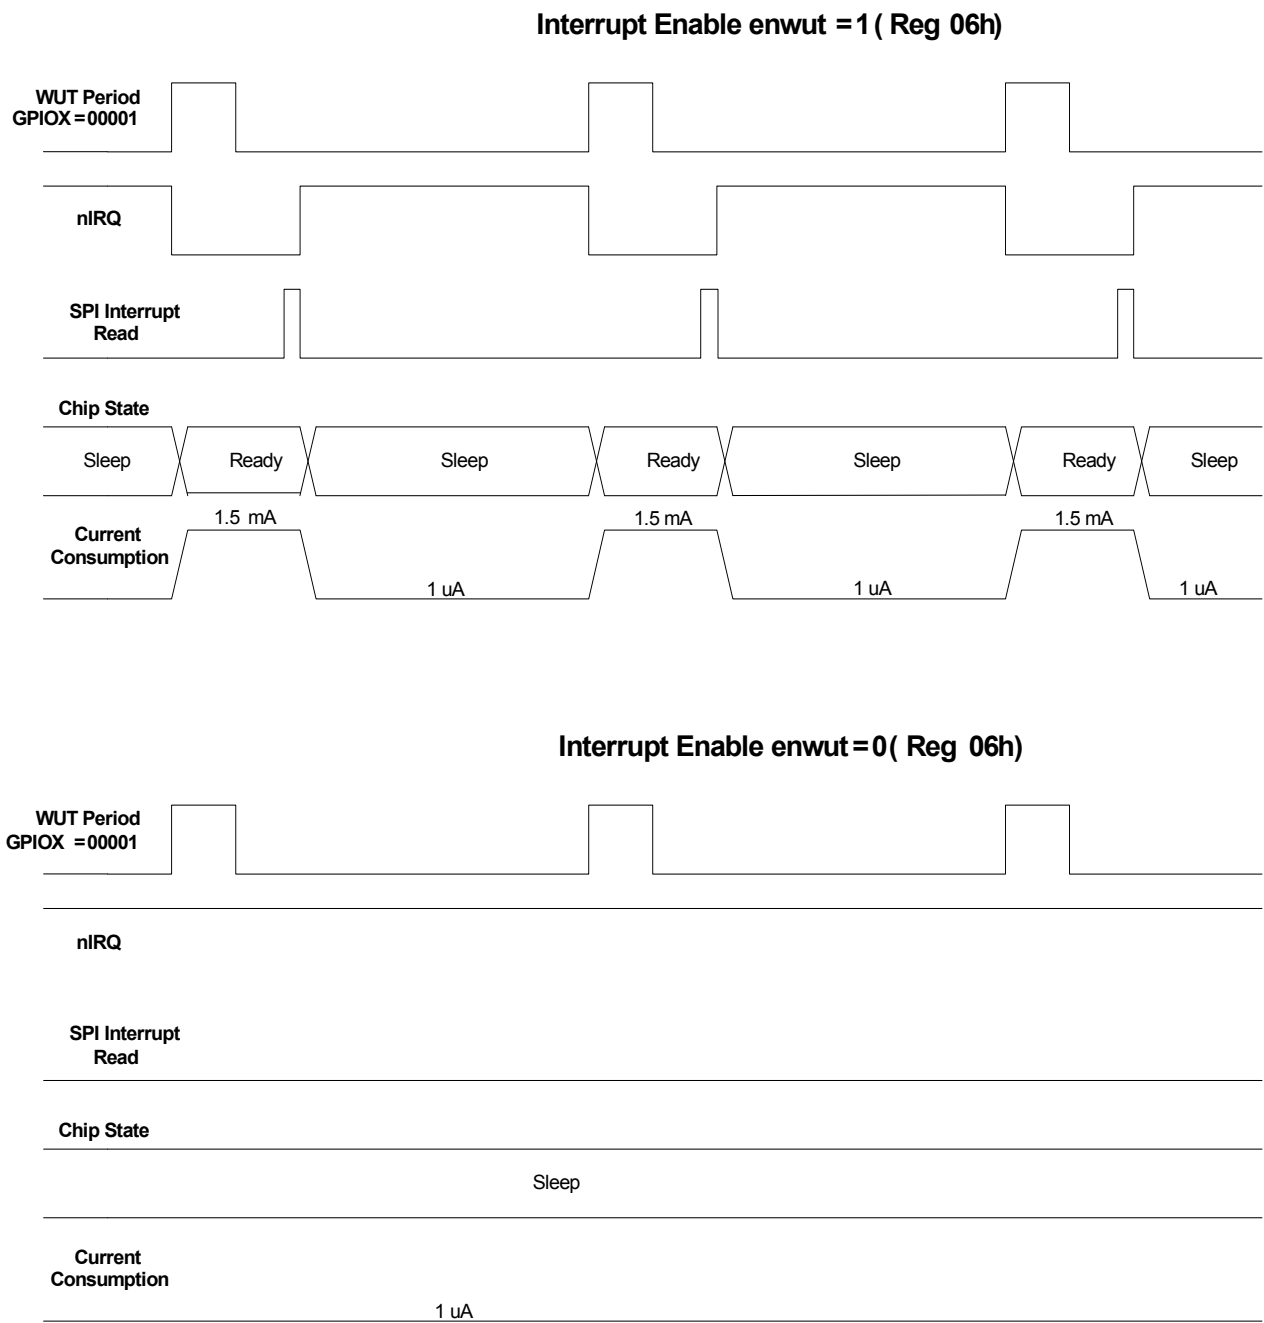 Interrupt Enable enwut =1( Reg 06h)
WUT Period
GPIOX=00001
nIRQ
SPI Interrupt
Read
Chip State
Sleep Ready Sleep Ready Sleep Ready Sleep
1.5 mA 1.5 mA 1.5 mA
Current
Consumption
1 uA 1 uA 1 uA
Interrupt Enable enwut=0( Reg 06h)
WUT Period
GPIOX =00001
nIRQ
SPI Interrupt
Read
Chip State
Sleep
Current
Consumption
1 uA